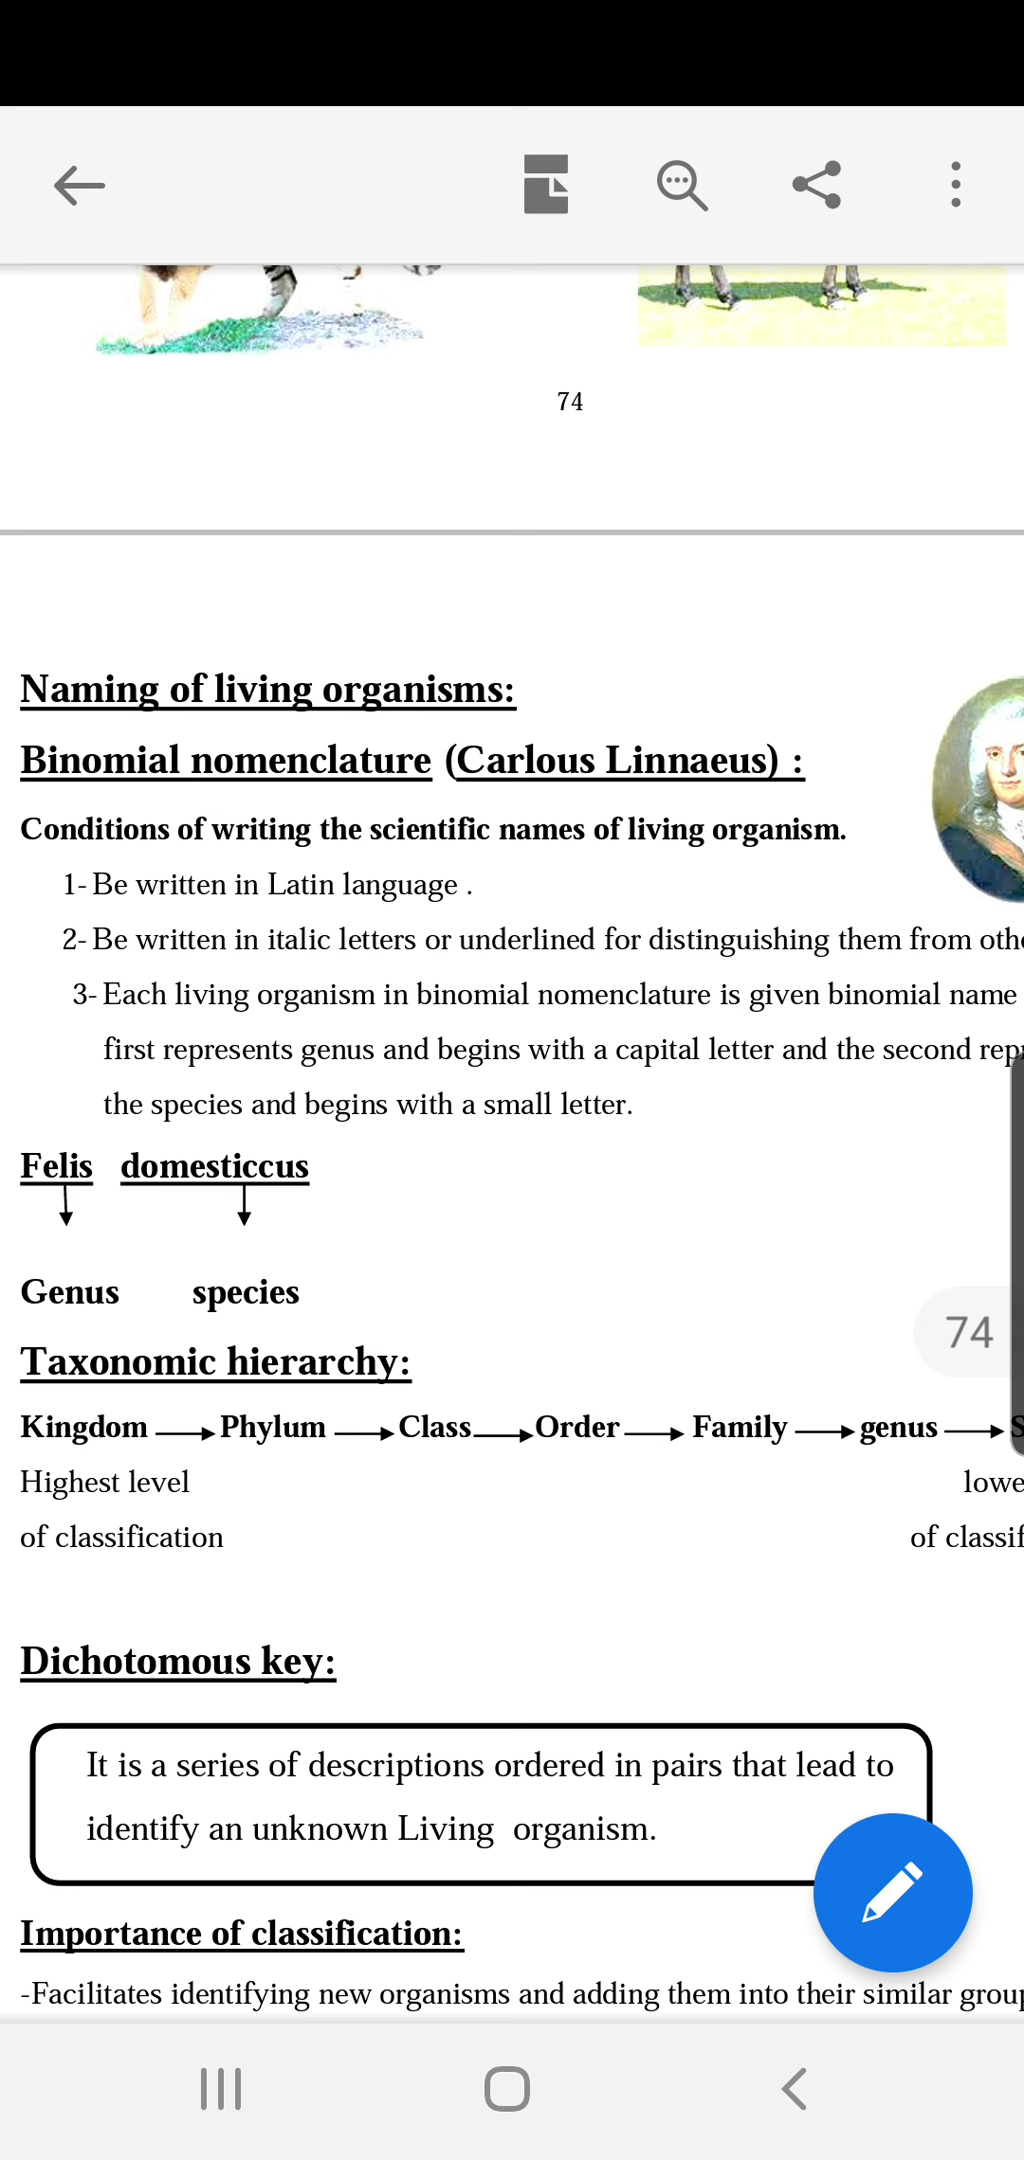 74
Naming of living organisms:
Binomial nomenclature (Carlous Linnaeus) :
Conditions of writing the scientific names of living organism.
1- Be written in Latin language .
2- Be written in italic letters or underlined for distinguishing them from
3- Each living organism in binomial nomenclature is given binomial name
first represents genus and begins with a capital letter and the second
the species and begins with a small letter.
Felis domesticcus
Genus species
74
Taxonomic hierarchy:
Kingdom Phylum Class Order Family genus
Highest level
of classification of
Dichotomous key:
It is a series of descriptions ordered in pairs that lead to
identify an unknown Living organism.
Importance of classification:
-Facilitates identifying new organisms and adding them into their similar